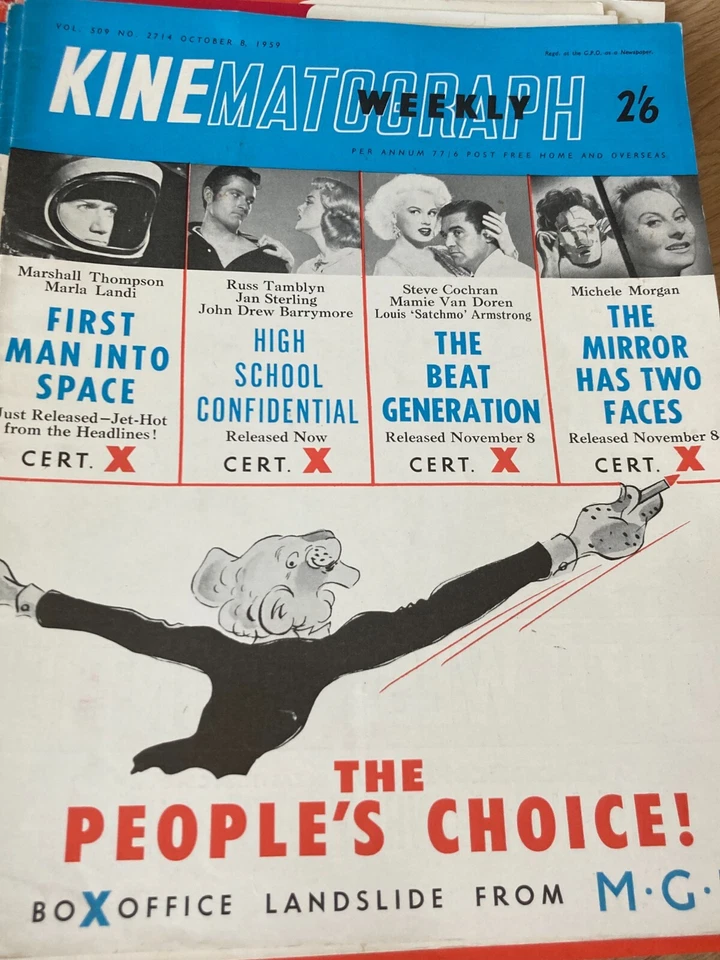 VOL. 509 NO. 2714 OCTOBER 8, 1959
Regd. at the G.P.O. as a Newspaper.
KINEMATOGRAPH
WEEKLY
2'6
PER ANNUM 77/6 POST FREE HOME AND OVERSEAS
Marshall Thompson
Marla Landi
FIRST
MAN INTO
SPACE
Just Released—Jet-Hot
from the Headlines!
CERT. X
Russ Tamblyn
Jan Sterling
John Drew Barrymore
HIGH
SCHOOL
CONFIDENTIAL
Released Now
CERT. X
Steve Cochran
Mamie Van Doren
Louis 'Satchmo' Armstrong
THE
BEAT
GENERATION
Released November 8
CERT. X
Michele Morgan
THE
MIRROR
HAS TWO
FACES
Released November 8
CERT. X
THE
PEOPLE'S CHOICE!
BOXOFFICE LANDSLIDE FROM M·G·